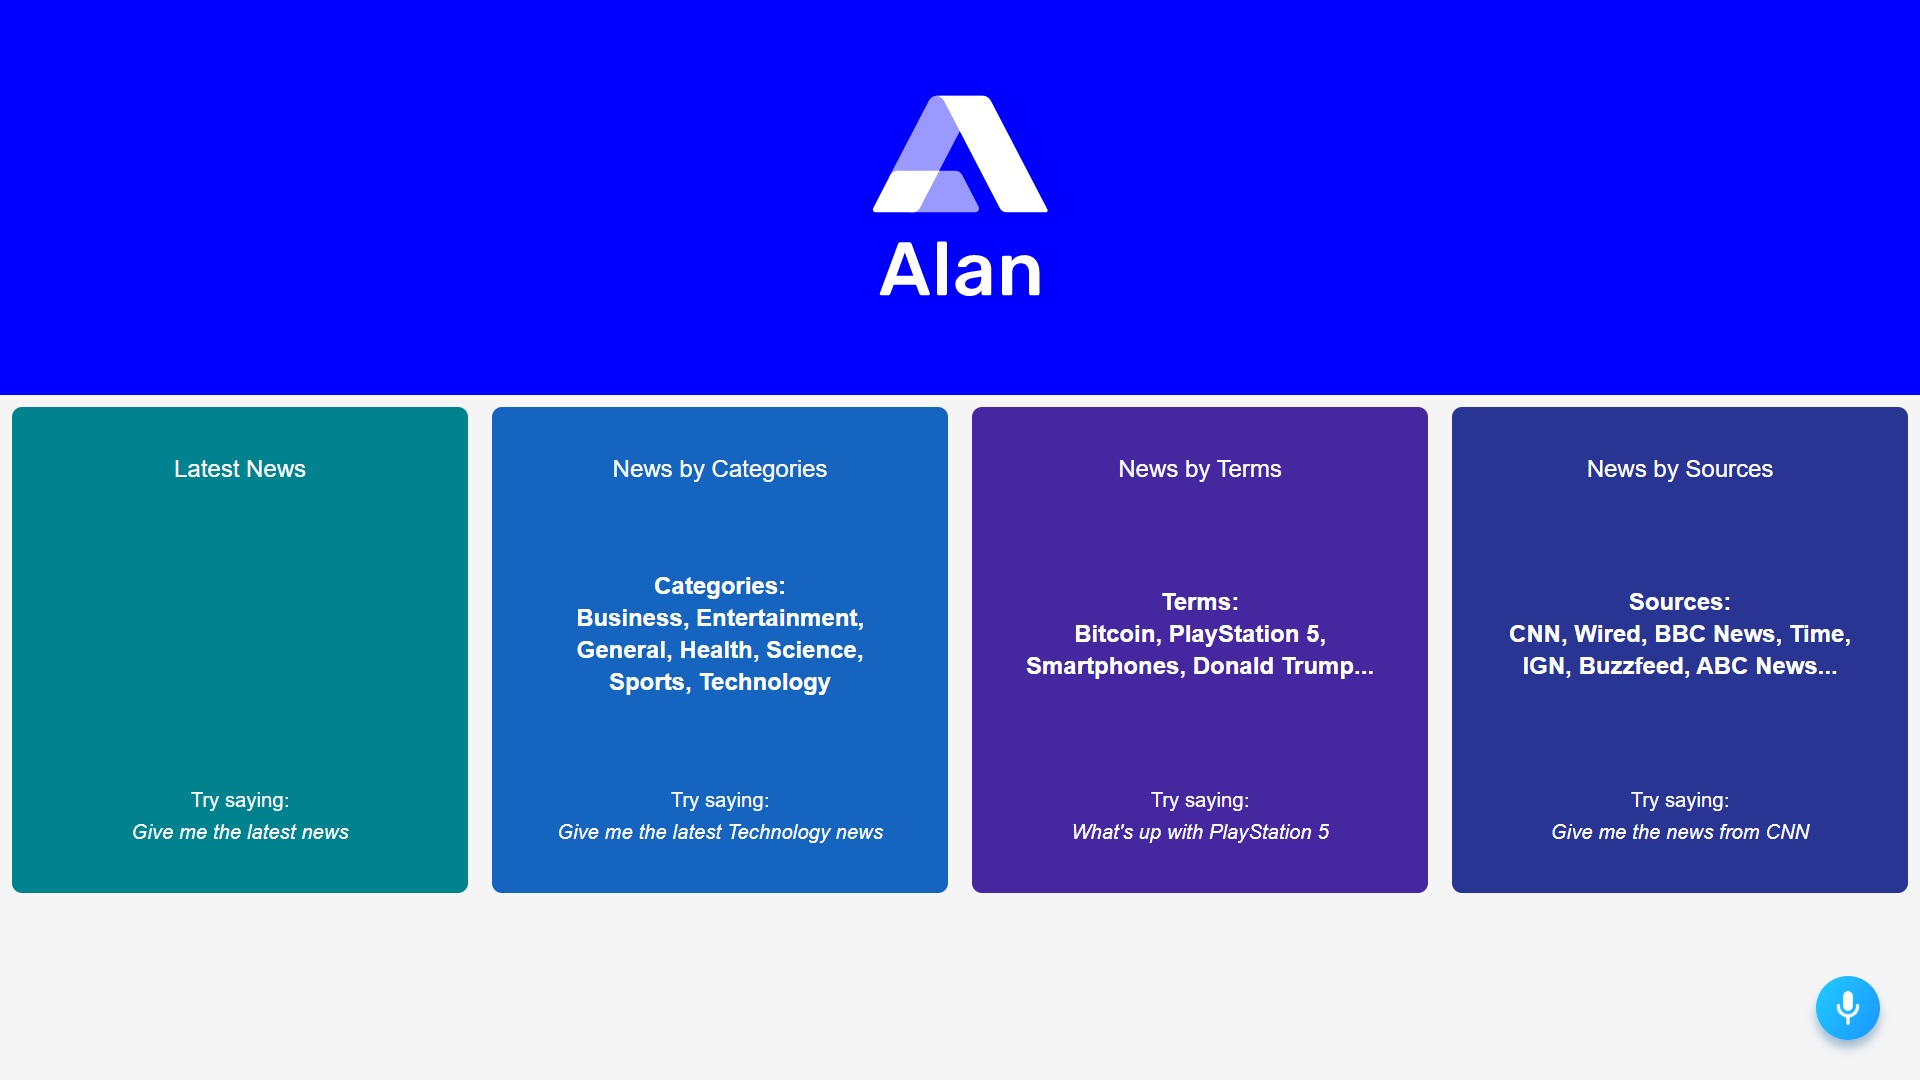 Alan
Latest News
Try saying:
Give me the latest news
News by Categories
Categories:
Business, Entertainment,
General, Health, Science,
Sports, Technology
Try saying:
Give me the latest Technology news
News by Terms
Terms:
Bitcoin, PlayStation 5,
Smartphones, Donald Trump...
Try saying:
What's up with PlayStation 5
News by Sources
Sources:
CNN, Wired, BBC News, Time,
IGN, Buzzfeed, ABC News...
Try saying:
Give me the news from CNN